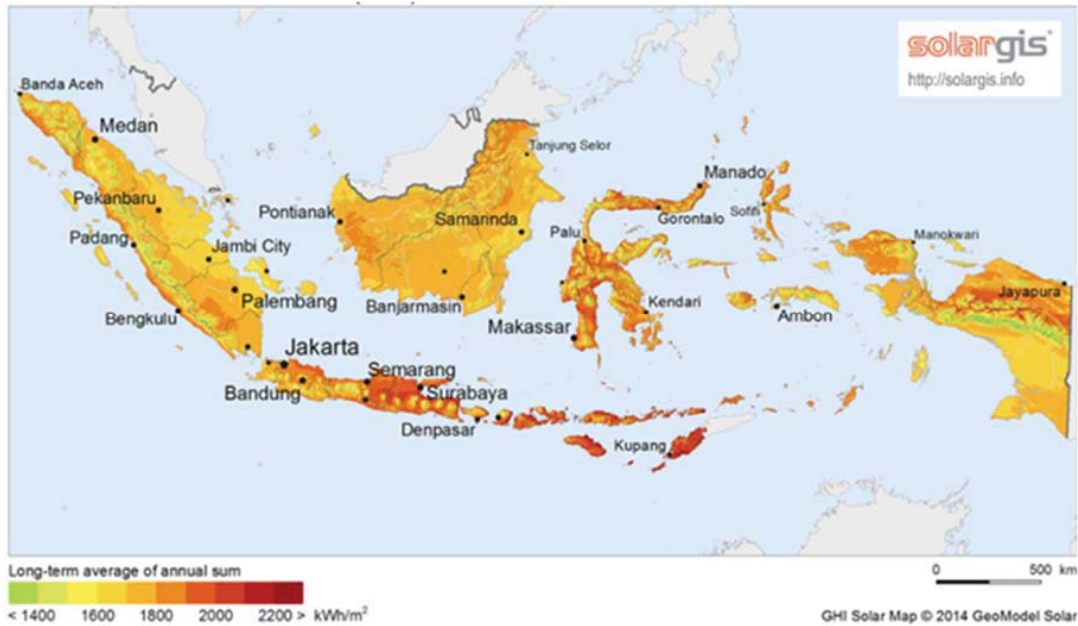 solargis
http://solargis.info
Banda Aceh
Medan
Tanjung Selor
Manado
Pekanbaru
Pontianak
Samarinda
Gorontalo
Sofifi
Padang
Jambi City
Palu
Manokwari
Palembang
Banjarmasin
Kendari
Jayapura
Bengkulu
Makassar
Ambon
Jakarta
Semarang
Bandung
Surabaya
Denpasar
Kupang
Long-term average of annual sum
< 1400 1600 1800 2000 2200 > kWh/m²
0 500 km
GHI Solar Map © 2014 GeoModel Solar